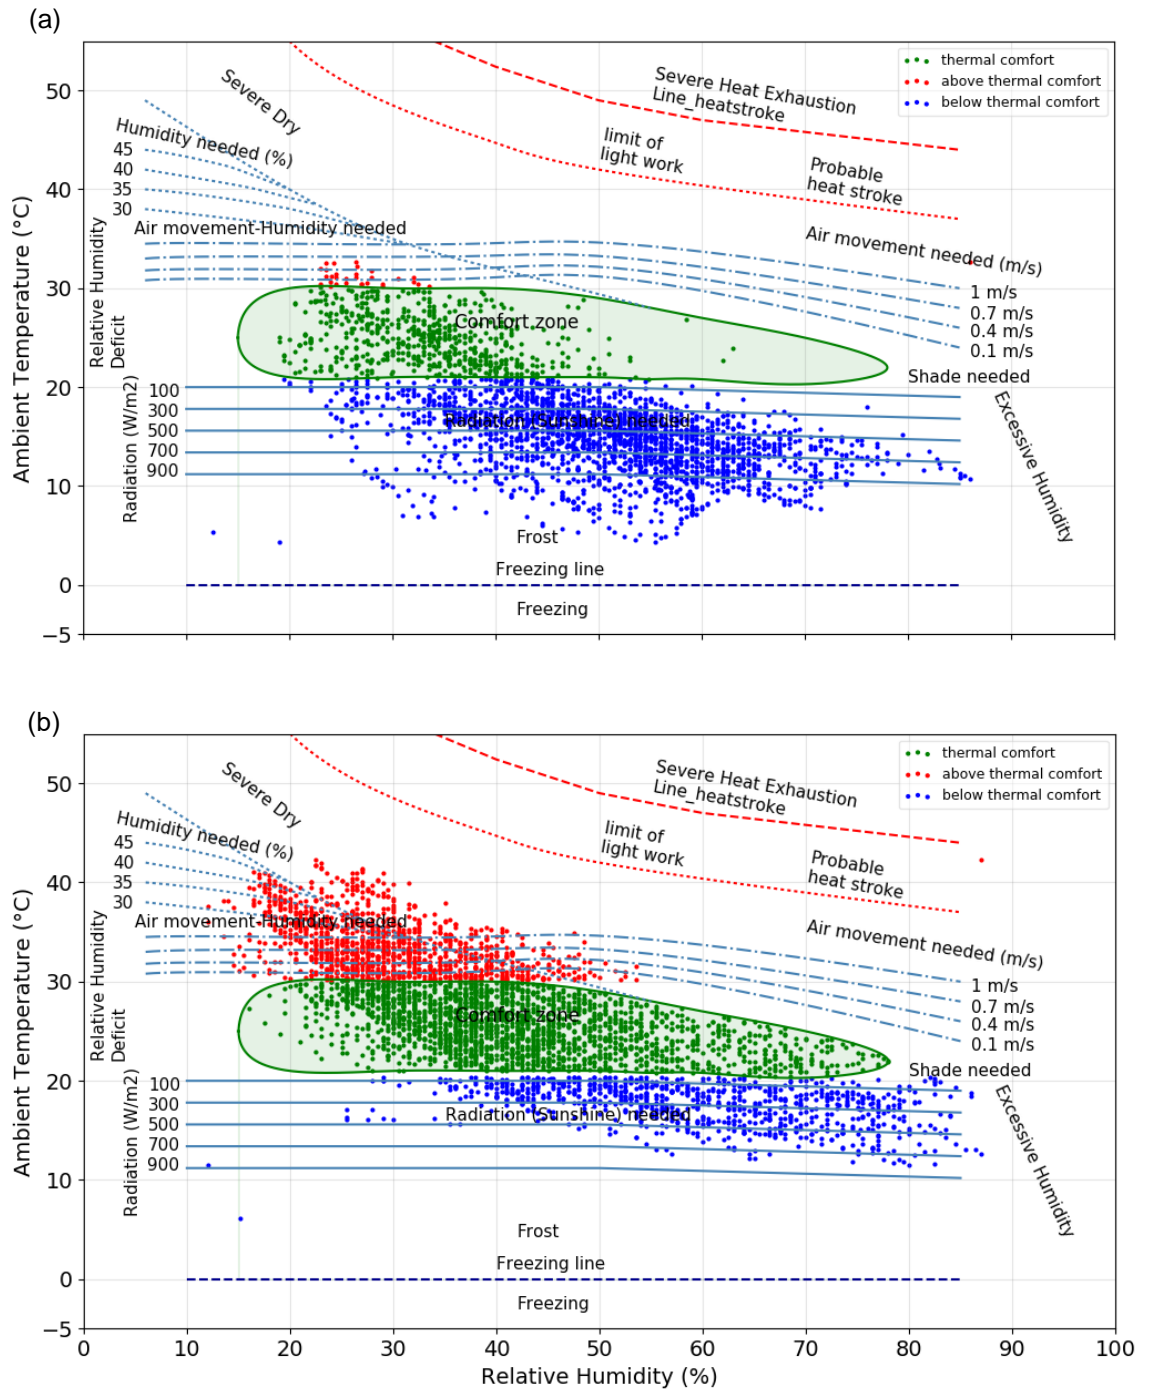 (a)
50
40
30
20
10
0
−5
Ambient Temperature (°C)
thermal comfort
above thermal comfort
below thermal comfort
Severe Dry
Severe Heat Exhaustion
Line_heatstroke
Humidity needed (%)
45
40
35
30
limit of
light work
Probable
heat stroke
Air movement-Humidity needed
Air movement needed (m/s)
1 m/s
0.7 m/s
0.4 m/s
0.1 m/s
Relative Humidity
Deficit
Comfort zone
Shade needed
Radiation (W/m2)
100
300
500
700
900
Radiation (Sunshine) needed
Excessive Humidity
Frost
Freezing line
Freezing
(b)
50
40
30
20
10
0
−5
Ambient Temperature (°C)
thermal comfort
above thermal comfort
below thermal comfort
Severe Dry
Severe Heat Exhaustion
Line_heatstroke
Humidity needed (%)
45
40
35
30
limit of
light work
Probable
heat stroke
Air movement-Humidity needed
Air movement needed (m/s)
1 m/s
0.7 m/s
0.4 m/s
0.1 m/s
Relative Humidity
Deficit
Comfort zone
Shade needed
Radiation (W/m2)
100
300
500
700
900
Radiation (Sunshine) needed
Excessive Humidity
Frost
Freezing line
Freezing
0 10 20 30 40 50 60 70 80 90 100
Relative Humidity (%)